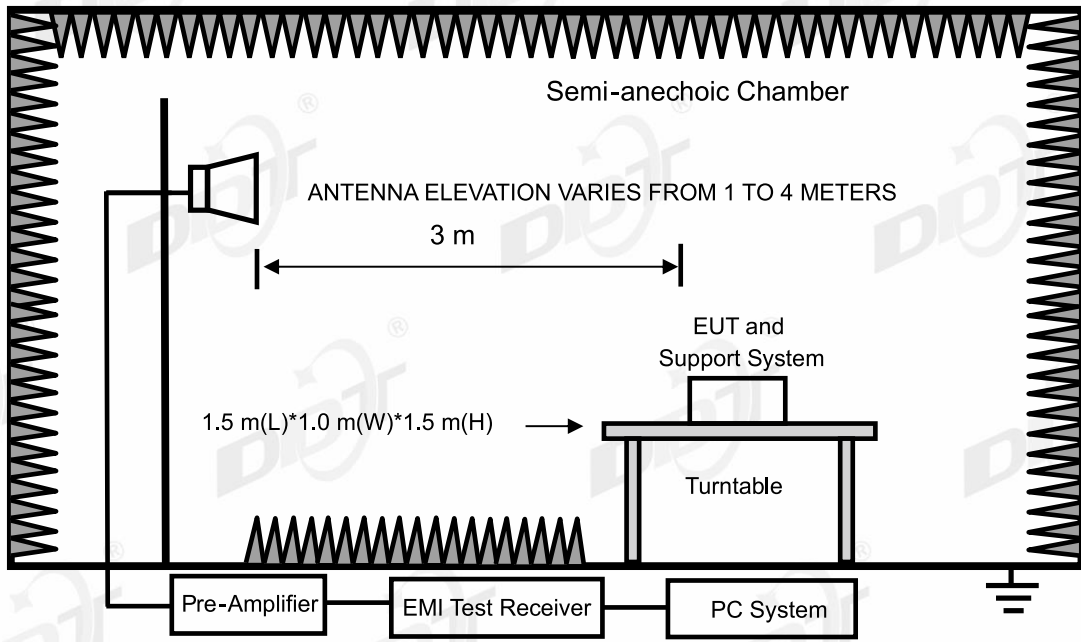 Semi-anechoic Chamber
ANTENNA ELEVATION VARIES FROM 1 TO 4 METERS
3 m
EUT and
Support System
1.5 m(L)*1.0 m(W)*1.5 m(H)
Turntable
Pre-Amplifier
EMI Test Receiver
PC System